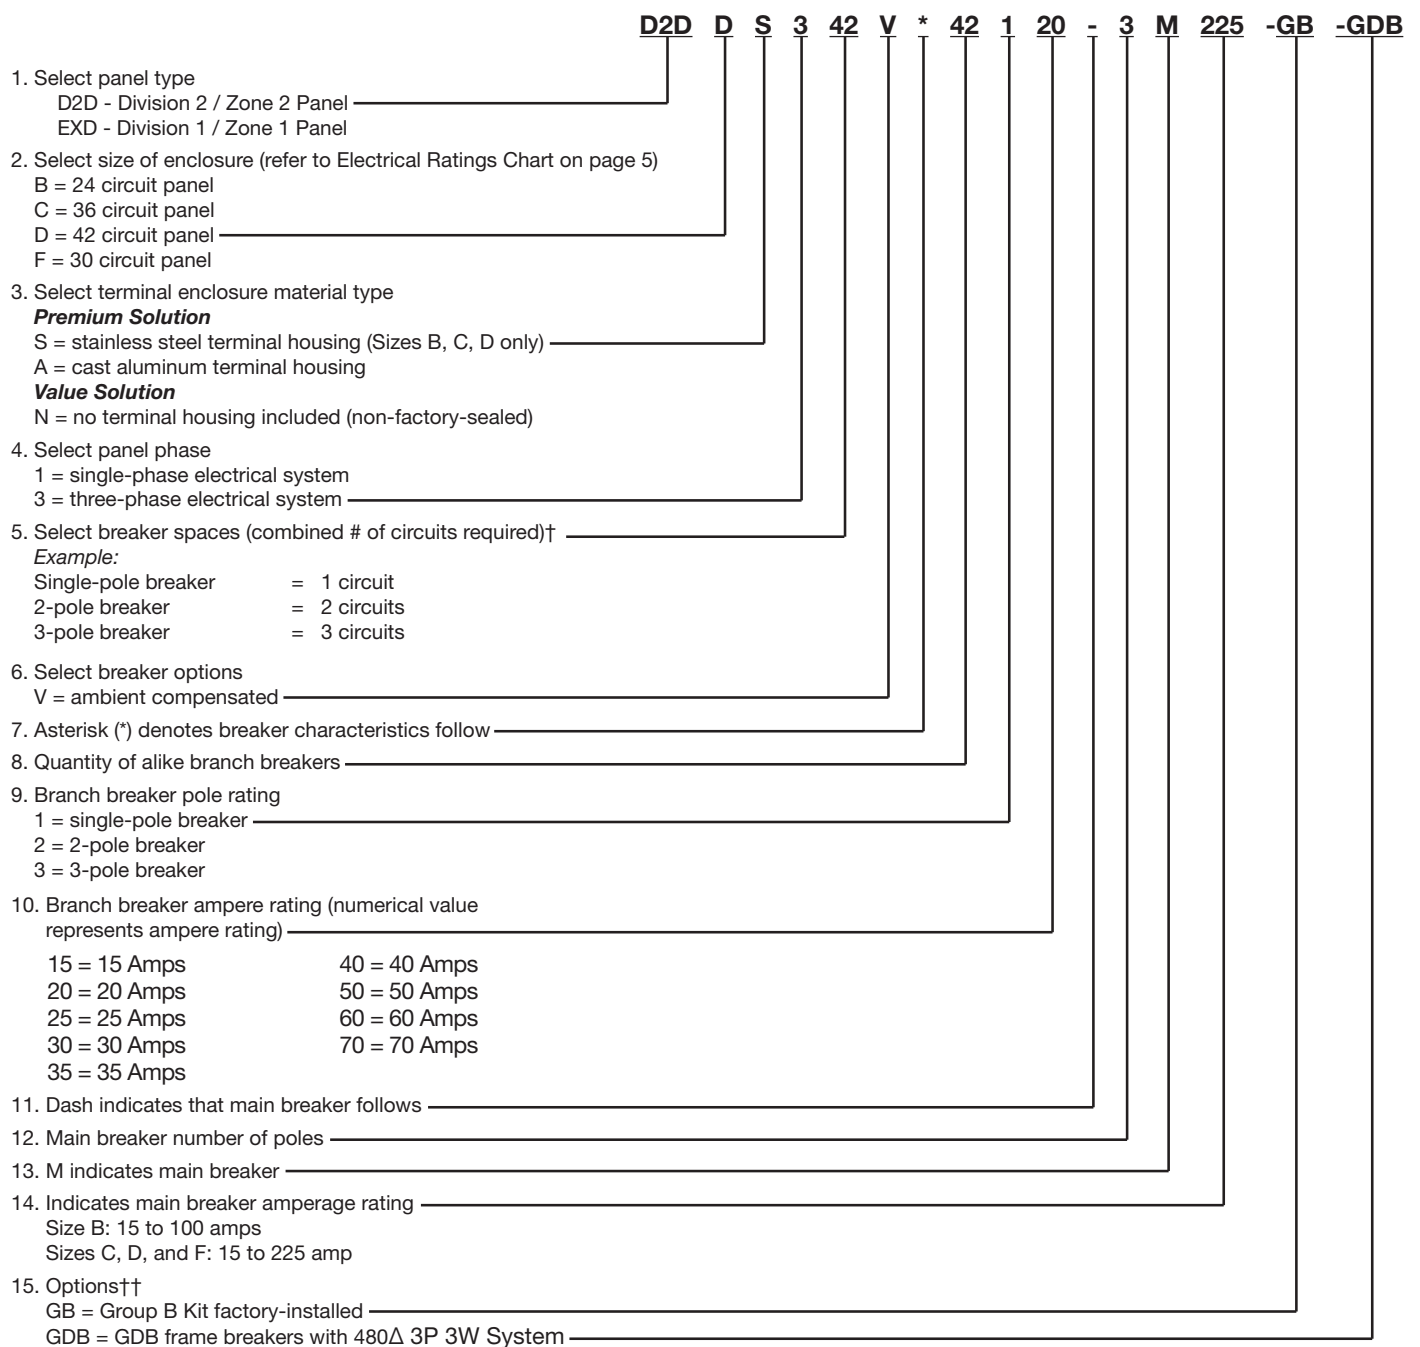 D2D D S 3 42 V * 42 1 20 - 3 M 225 -GB -GDB
1. Select panel type
D2D - Division 2 / Zone 2 Panel
EXD - Division 1 / Zone 1 Panel
2. Select size of enclosure (refer to Electrical Ratings Chart on page 5)
B = 24 circuit panel
C = 36 circuit panel
D = 42 circuit panel
F = 30 circuit panel
3. Select terminal enclosure material type
Premium Solution
S = stainless steel terminal housing (Sizes B, C, D only)
A = cast aluminum terminal housing
Value Solution
N = no terminal housing included (non-factory-sealed)
4. Select panel phase
1 = single-phase electrical system
3 = three-phase electrical system
5. Select breaker spaces (combined # of circuits required)†
Example:
Single-pole breaker = 1 circuit
2-pole breaker = 2 circuits
3-pole breaker = 3 circuits
6. Select breaker options
V = ambient compensated
7. Asterisk (*) denotes breaker characteristics follow
8. Quantity of alike branch breakers
9. Branch breaker pole rating
1 = single-pole breaker
2 = 2-pole breaker
3 = 3-pole breaker
10. Branch breaker ampere rating (numerical value
represents ampere rating)
15 = 15 Amps 40 = 40 Amps
20 = 20 Amps 50 = 50 Amps
25 = 25 Amps 60 = 60 Amps
30 = 30 Amps 70 = 70 Amps
35 = 35 Amps
11. Dash indicates that main breaker follows
12. Main breaker number of poles
13. M indicates main breaker
14. Indicates main breaker amperage rating
Size B: 15 to 100 amps
Sizes C, D, and F: 15 to 225 amp
15. Options††
GB = Group B Kit factory-installed
GDB = GDB frame breakers with 480Δ 3P 3W System